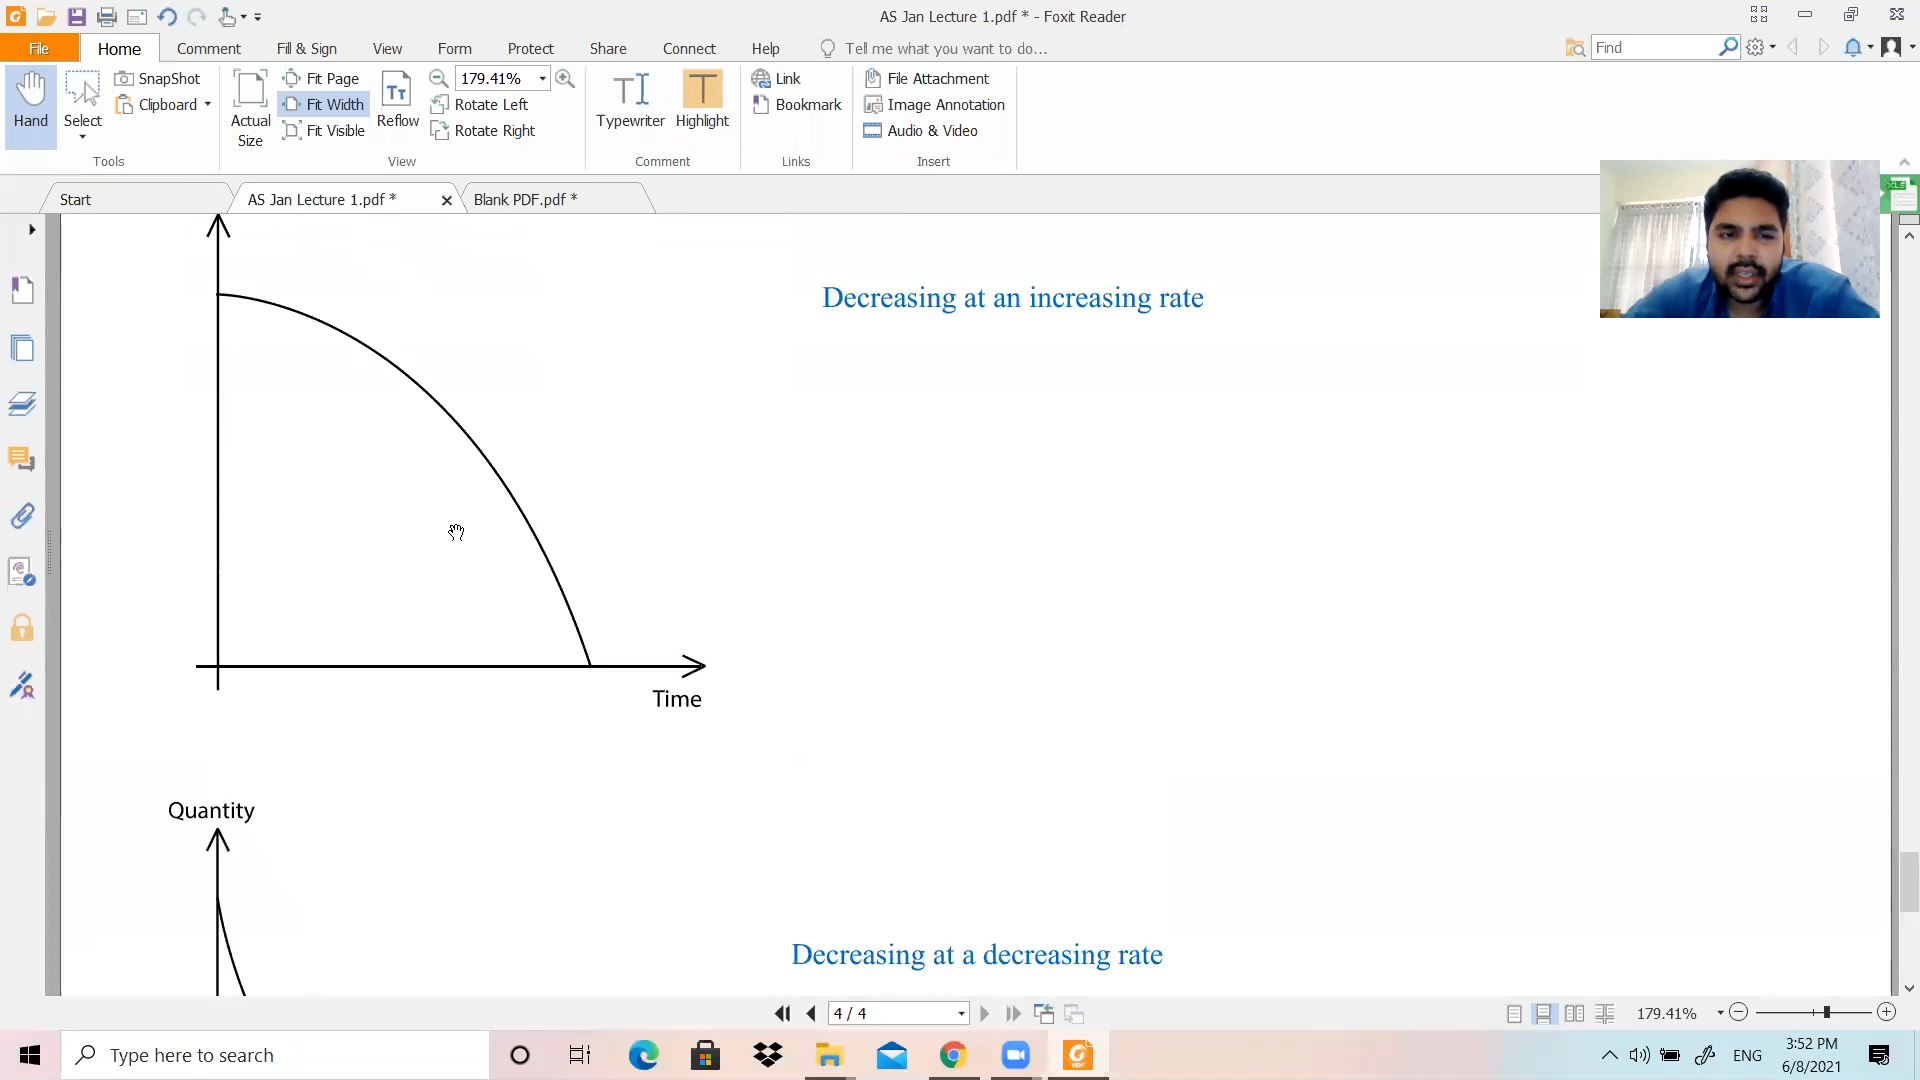 AS Jan Lecture 1.pdf * - Foxit Reader
File Home Comment Fill & Sign View Form Protect Share Connect Help Tell me what you want to do... Find
Hand Select SnapShot Clipboard
Tools
Actual Size Fit Page Fit Width Fit Visible Reflow 179.41% Rotate Left Rotate Right
View
Typewriter Highlight
Comment
Link Bookmark
Links
File Attachment Image Annotation Audio & Video
Insert
Start AS Jan Lecture 1.pdf * Blank PDF.pdf *
XLS
Decreasing at an increasing rate
Time
Quantity
Decreasing at a decreasing rate
4 / 4 179.41%
Type here to search
PDF
ENG
3:52 PM
6/8/2021